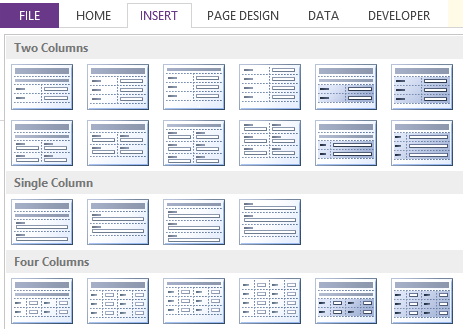 FILE HOME INSERT PAGE DESIGN DATA DEVELOPER
Two Columns
Single Column
Four Columns